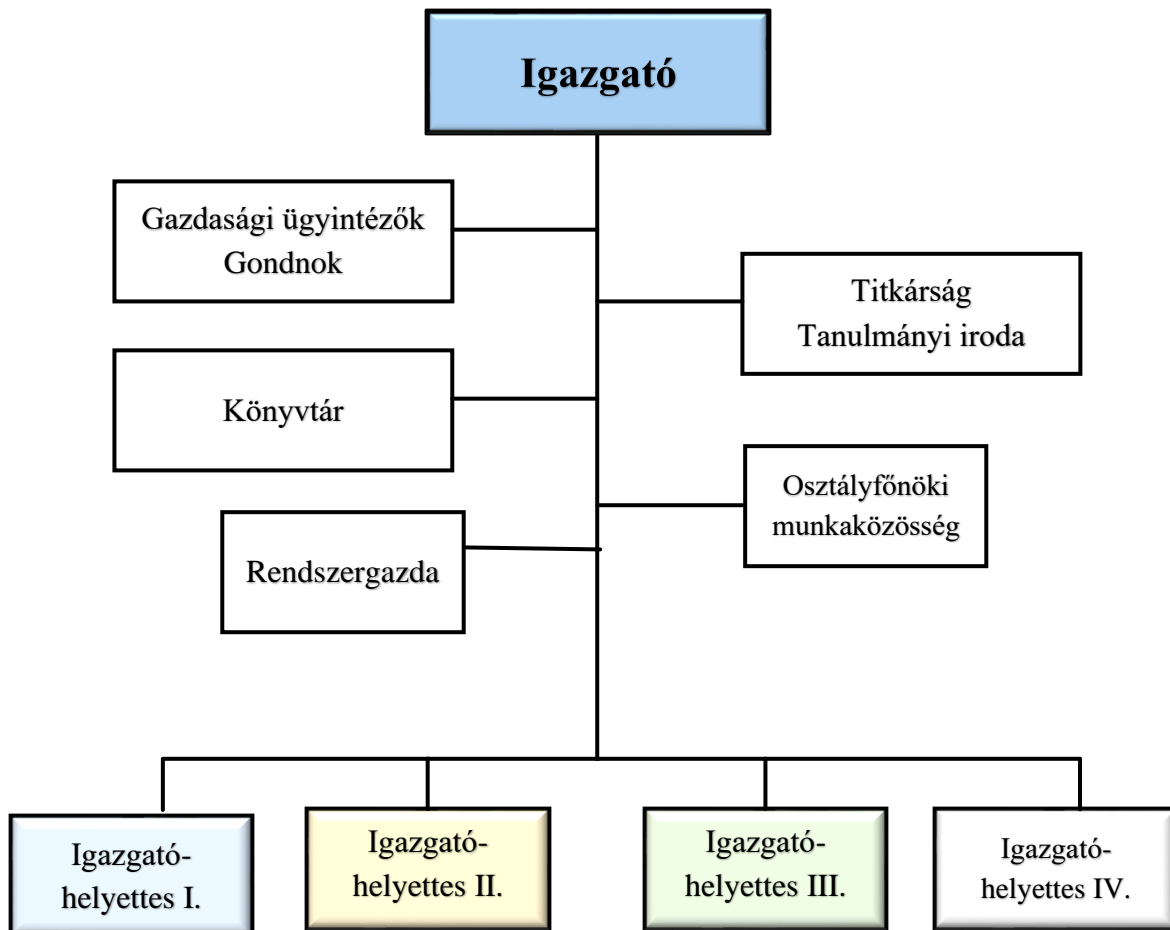 Igazgató
Gazdasági ügyintézők
Gondnok
Titkárság
Tanulmányi iroda
Könyvtár
Osztályfőnöki
munkaközösség
Rendszergazda
Igazgató-
helyettes I.
Igazgató-
helyettes II.
Igazgató-
helyettes III.
Igazgató-
helyettes IV.